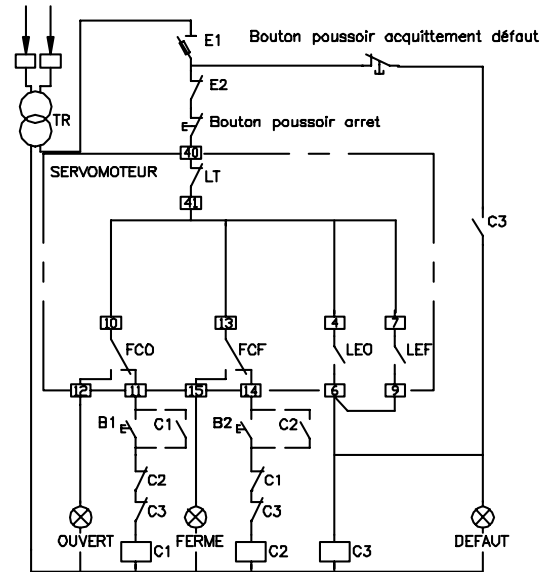 E1
Bouton poussoir acquittement défaut
E2
TR
Bouton poussoir arret
40
SERVOMOTEUR
LT
41
C3
10
13
4
7
FCO
FCF
LEO
LEF
12
11
15
14
6
9
B1
C1
B2
C2
C2
C1
C3
C3
OUVERT
C1
FERME
C2
C3
DEFAUT